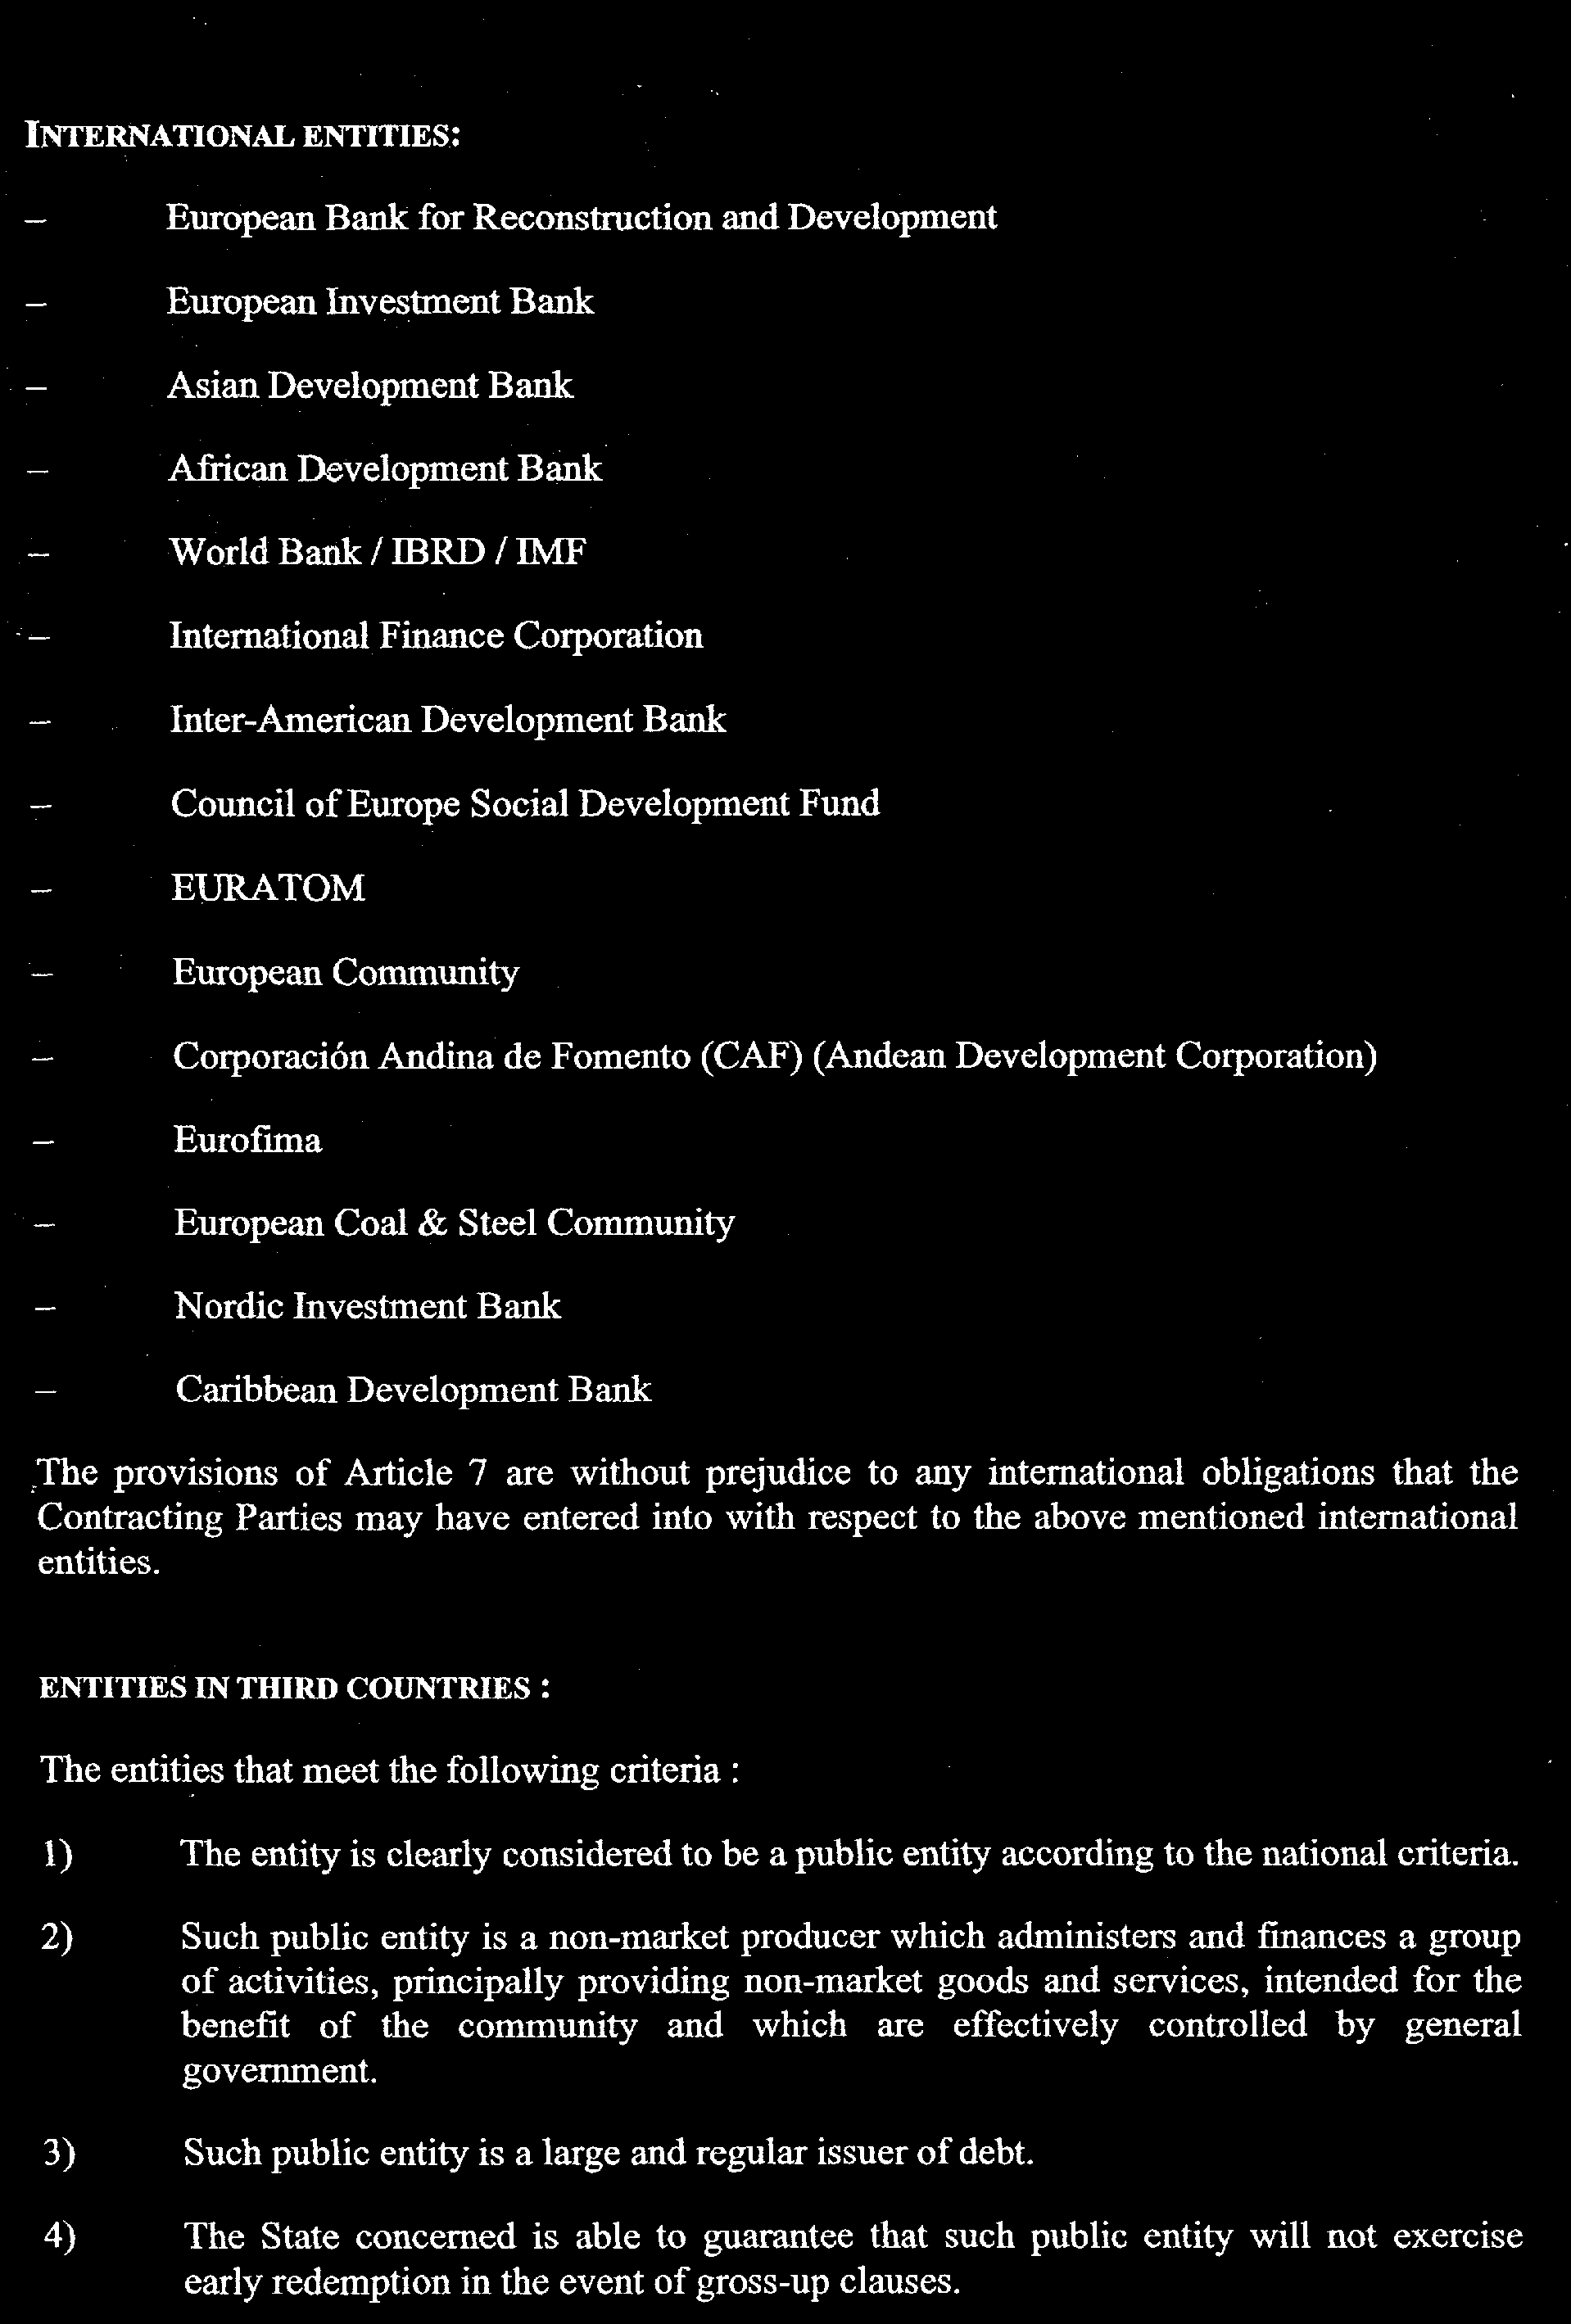 INTERNATIONAL ENTITIES:
– European Bank for Reconstruction and Development
– European Investment Bank
– Asian Development Bank
– African Development Bank
– World Bank / IBRD / IMF
– International Finance Corporation
– Inter-American Development Bank
– Council of Europe Social Development Fund
– EURATOM
– European Community
– Corporación Andina de Fomento (CAF) (Andean Development Corporation)
– Eurofima
– European Coal & Steel Community
– Nordic Investment Bank
– Caribbean Development Bank
The provisions of Article 7 are without prejudice to any international obligations that the
Contracting Parties may have entered into with respect to the above mentioned international
entities.
ENTITIES IN THIRD COUNTRIES :
The entities that meet the following criteria :
1) The entity is clearly considered to be a public entity according to the national criteria.
2) Such public entity is a non-market producer which administers and finances a group
of activities, principally providing non-market goods and services, intended for the
benefit of the community and which are effectively controlled by general
government.
3) Such public entity is a large and regular issuer of debt.
4) The State concerned is able to guarantee that such public entity will not exercise
early redemption in the event of gross-up clauses.